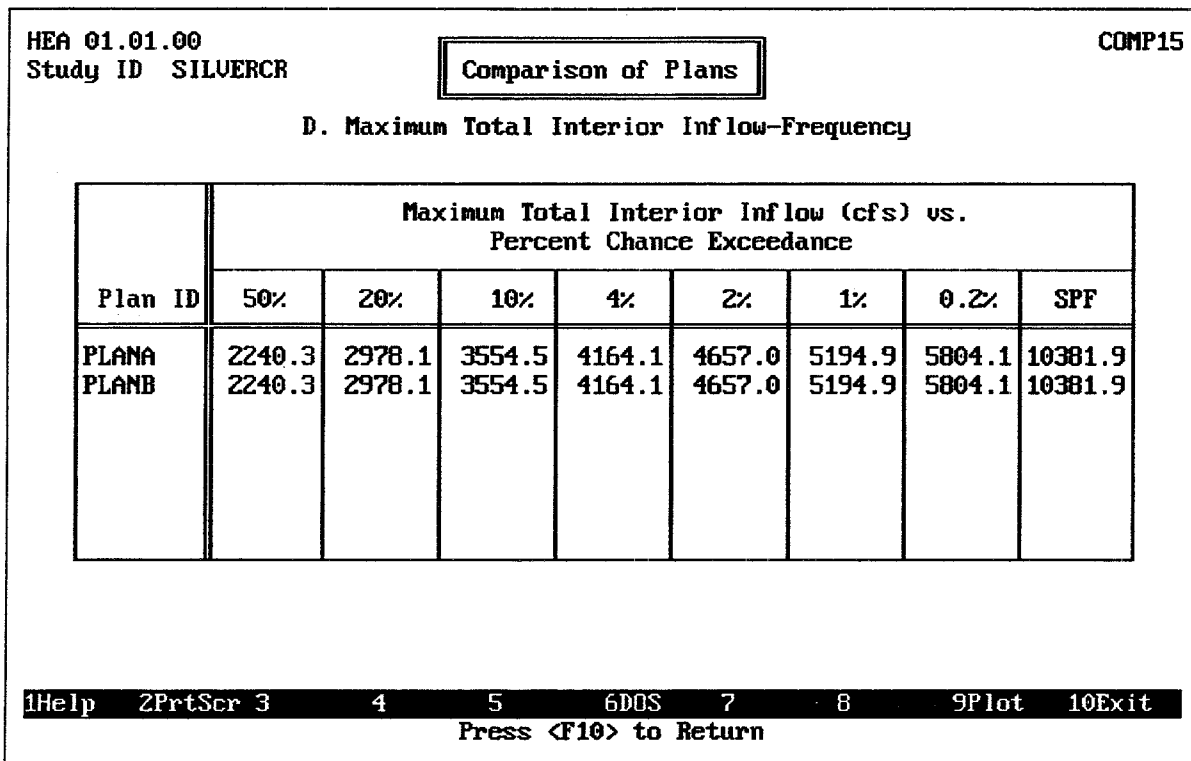 HEA 01.01.00 COMP15
Study ID SILVERCR Comparison of Plans
D. Maximum Total Interior Inflow-Frequency
Maximum Total Interior Inflow (cfs) vs.
Percent Chance Exceedance
Plan ID 50% 20% 10% 4% 2% 1% 0.2% SPF
PLANA 2240.3 2978.1 3554.5 4164.1 4657.0 5194.9 5804.1 10381.9
PLANB 2240.3 2978.1 3554.5 4164.1 4657.0 5194.9 5804.1 10381.9
1Help 2PrtScr 3 4 5 6DOS 7 8 9Plot 10Exit
Press <F10> to Return